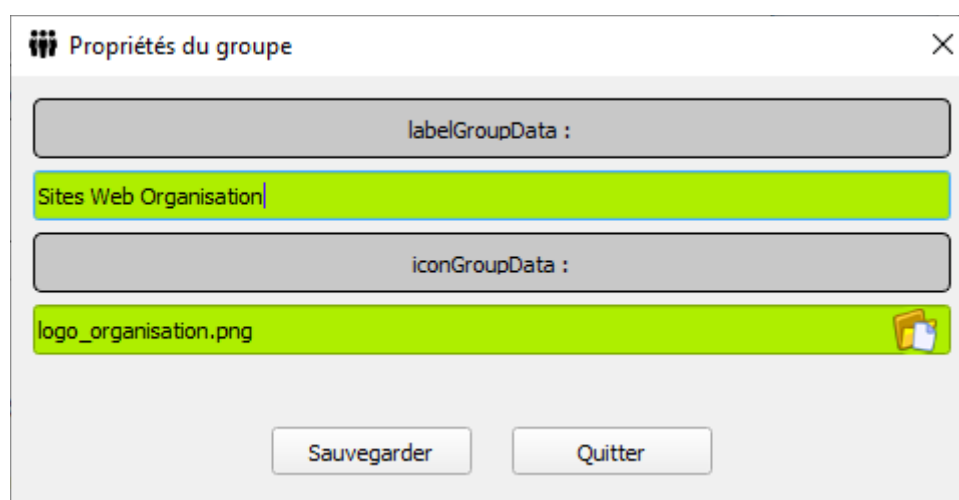 Propriétés du groupe
labelGroupData :
Sites Web Organisation
iconGroupData :
logo_organisation.png
Sauvegarder Quitter